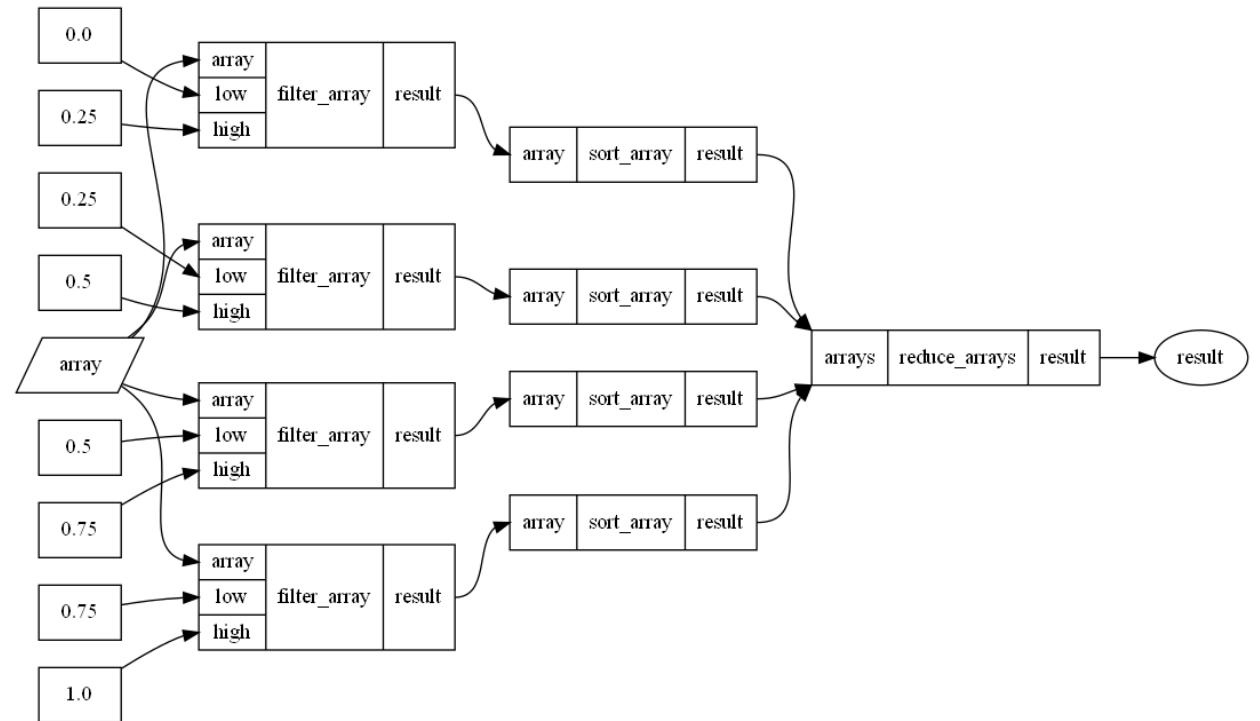 0.0
0.25
0.25
0.5
array
0.5
0.75
0.75
1.0
array
low
high
filter_array
result
array
low
high
filter_array
result
array
low
high
filter_array
result
array
low
high
filter_array
result
array sort_array result
array sort_array result
array sort_array result
array sort_array result
arrays reduce_arrays result
result